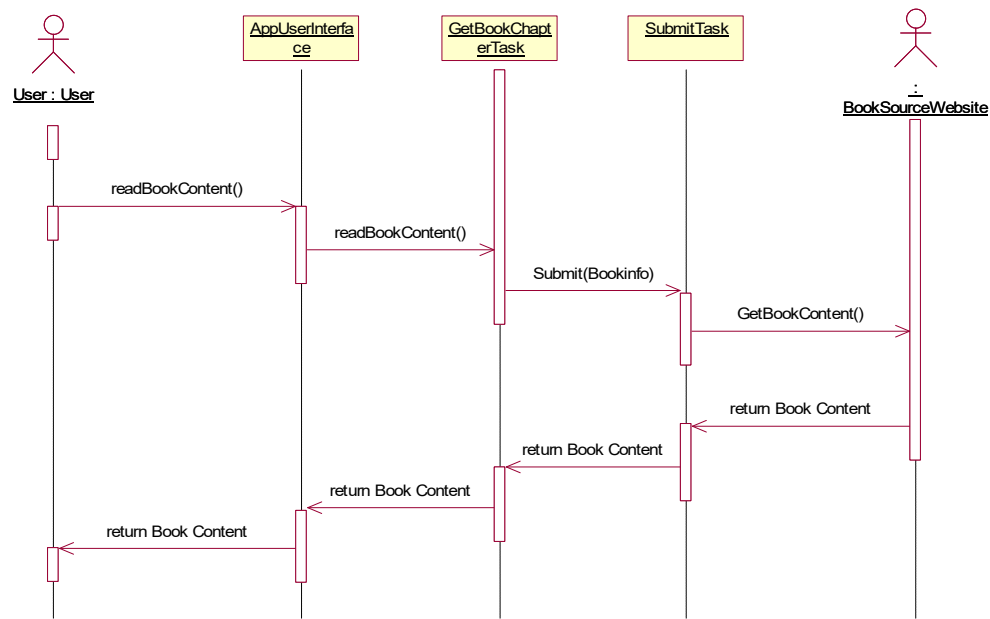 AppUserInterfa
ce
GetBookChapt
erTask
SubmitTask
User : User
:
BookSourceWebsite
readBookContent()
readBookContent()
Submit(Bookinfo)
GetBookContent()
return Book Content
return Book Content
return Book Content
return Book Content